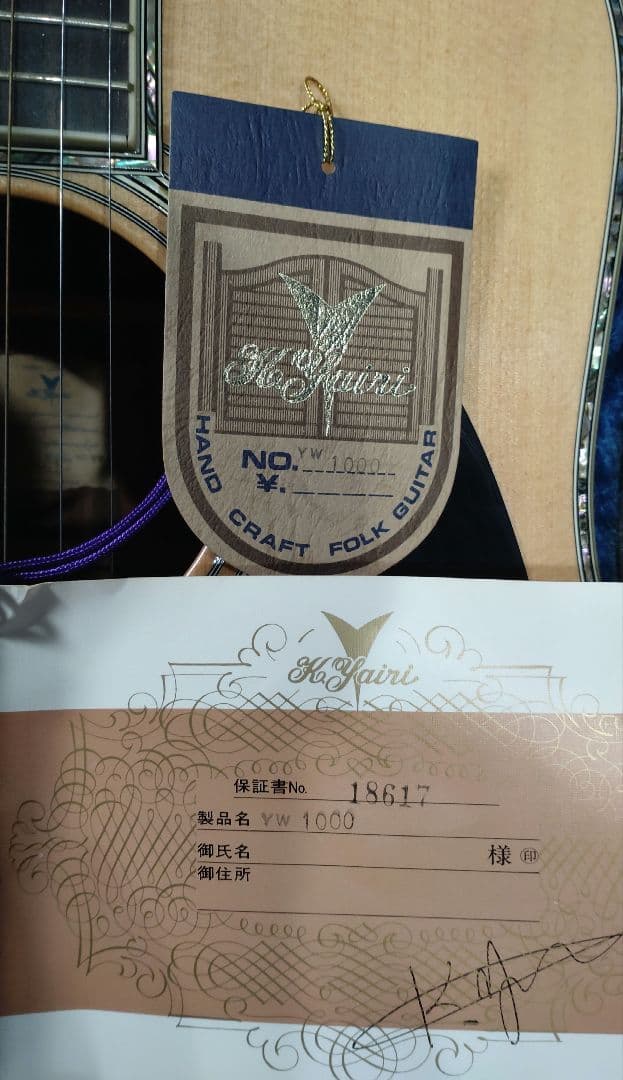 K Yairi
NO. YW 1000
¥.
HAND CRAFT FOLK GUITAR
K Yairi
保証書No. 18617
製品名 YW 1000
御氏名 様 印
御住所